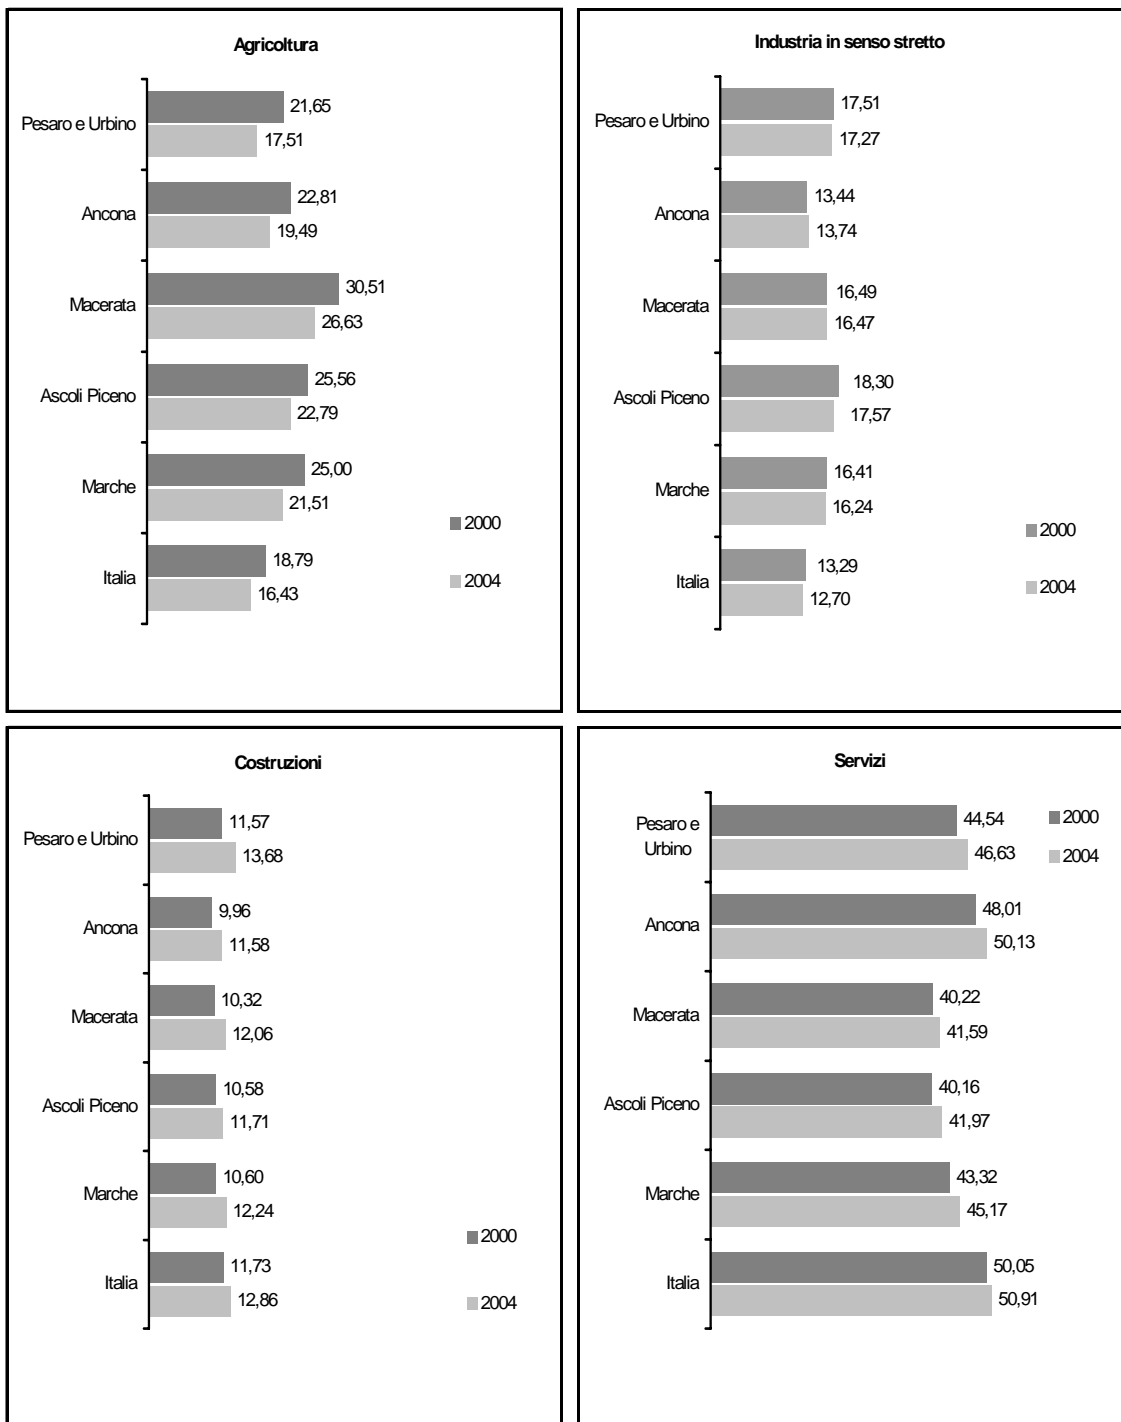 Agricoltura
Pesaro e Urbino
21,65
17,51
Ancona
22,81
19,49
Macerata
30,51
26,63
Ascoli Piceno
25,56
22,79
Marche
25,00
21,51
Italia
18,79
16,43
2000
2004
Industria in senso stretto
Pesaro e Urbino
17,51
17,27
Ancona
13,44
13,74
Macerata
16,49
16,47
Ascoli Piceno
18,30
17,57
Marche
16,41
16,24
Italia
13,29
12,70
2000
2004
Costruzioni
Pesaro e Urbino
11,57
13,68
Ancona
9,96
11,58
Macerata
10,32
12,06
Ascoli Piceno
10,58
11,71
Marche
10,60
12,24
Italia
11,73
12,86
2000
2004
Servizi
Pesaro e
Urbino
44,54
46,63
Ancona
48,01
50,13
Macerata
40,22
41,59
Ascoli Piceno
40,16
41,97
Marche
43,32
45,17
Italia
50,05
50,91
2000
2004